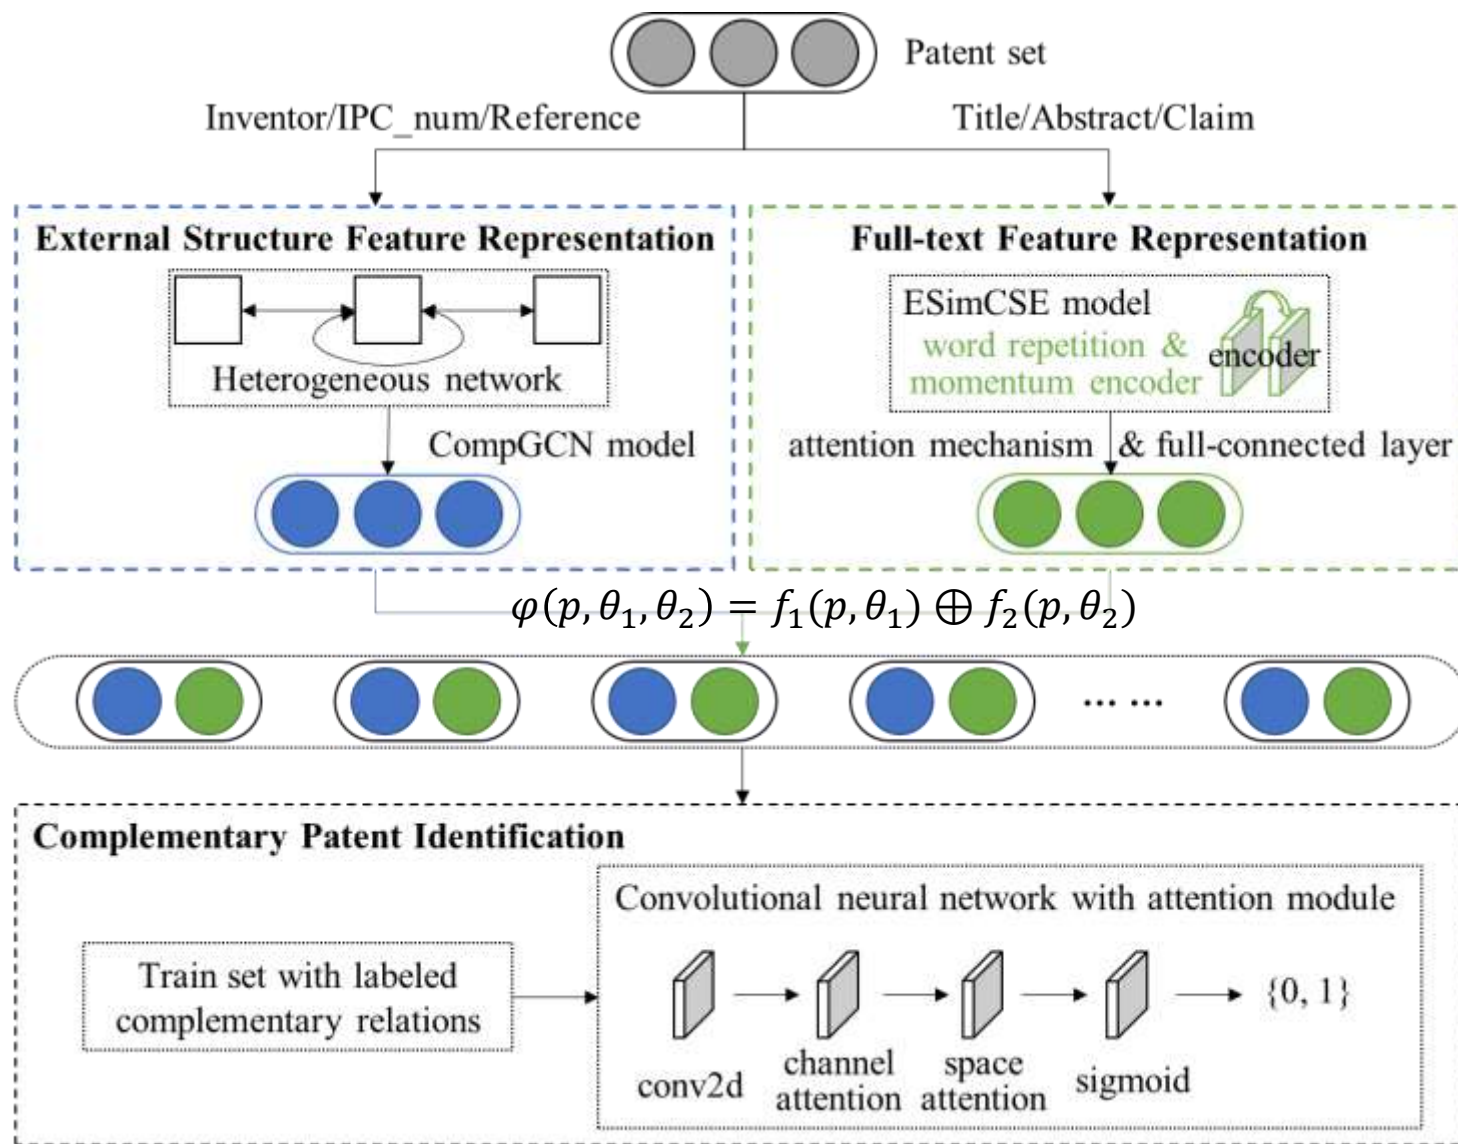 Patent set
Inventor/IPC_num/Reference
Title/Abstract/Claim
External Structure Feature Representation
Heterogeneous network
CompGCN model
Full-text Feature Representation
ESimCSE model
word repetition &
momentum encoder
encoder
attention mechanism & full-connected layer
φ(p, θ₁, θ₂) = f₁(p, θ₁) ⊕ f₂(p, θ₂)
... ...
Complementary Patent Identification
Train set with labeled
complementary relations
Convolutional neural network with attention module
conv2d
channel
attention
space
attention
sigmoid
{0, 1}